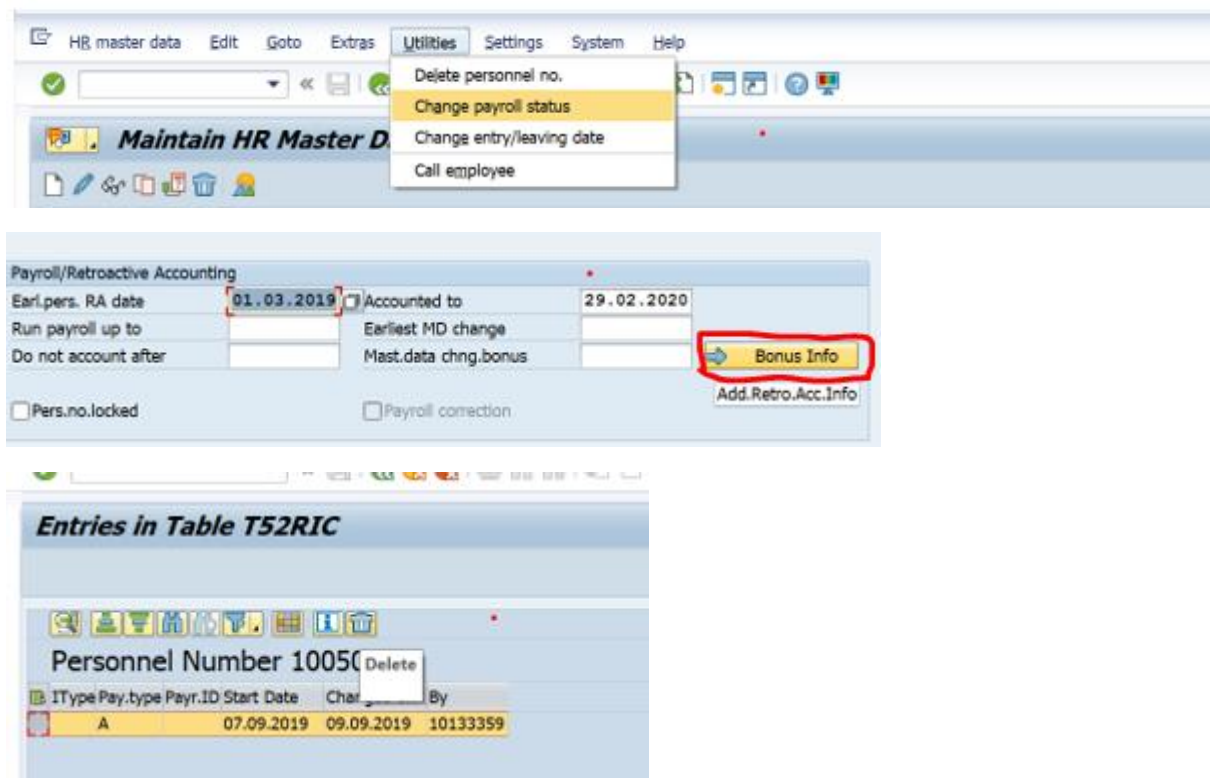 HR master data Edit Goto Extras Utilities Settings System Help
Delete personnel no.
Change payroll status
Maintain HR Master D
Change entry/leaving date
Call employee
Payroll/Retroactive Accounting
Earl.pers. RA date 01.03.2019 Accounted to 29.02.2020
Run payroll up to Earliest MD change
Do not account after Mast.data chng.bonus Bonus Info
Add.Retro.Acc.Info
Pers.no.locked Payroll correction
Entries in Table T52RIC
Personnel Number 1005 Delete
IType Pay.type Payr.ID Start Date By
A 07.09.2019 09.09.2019 10133359